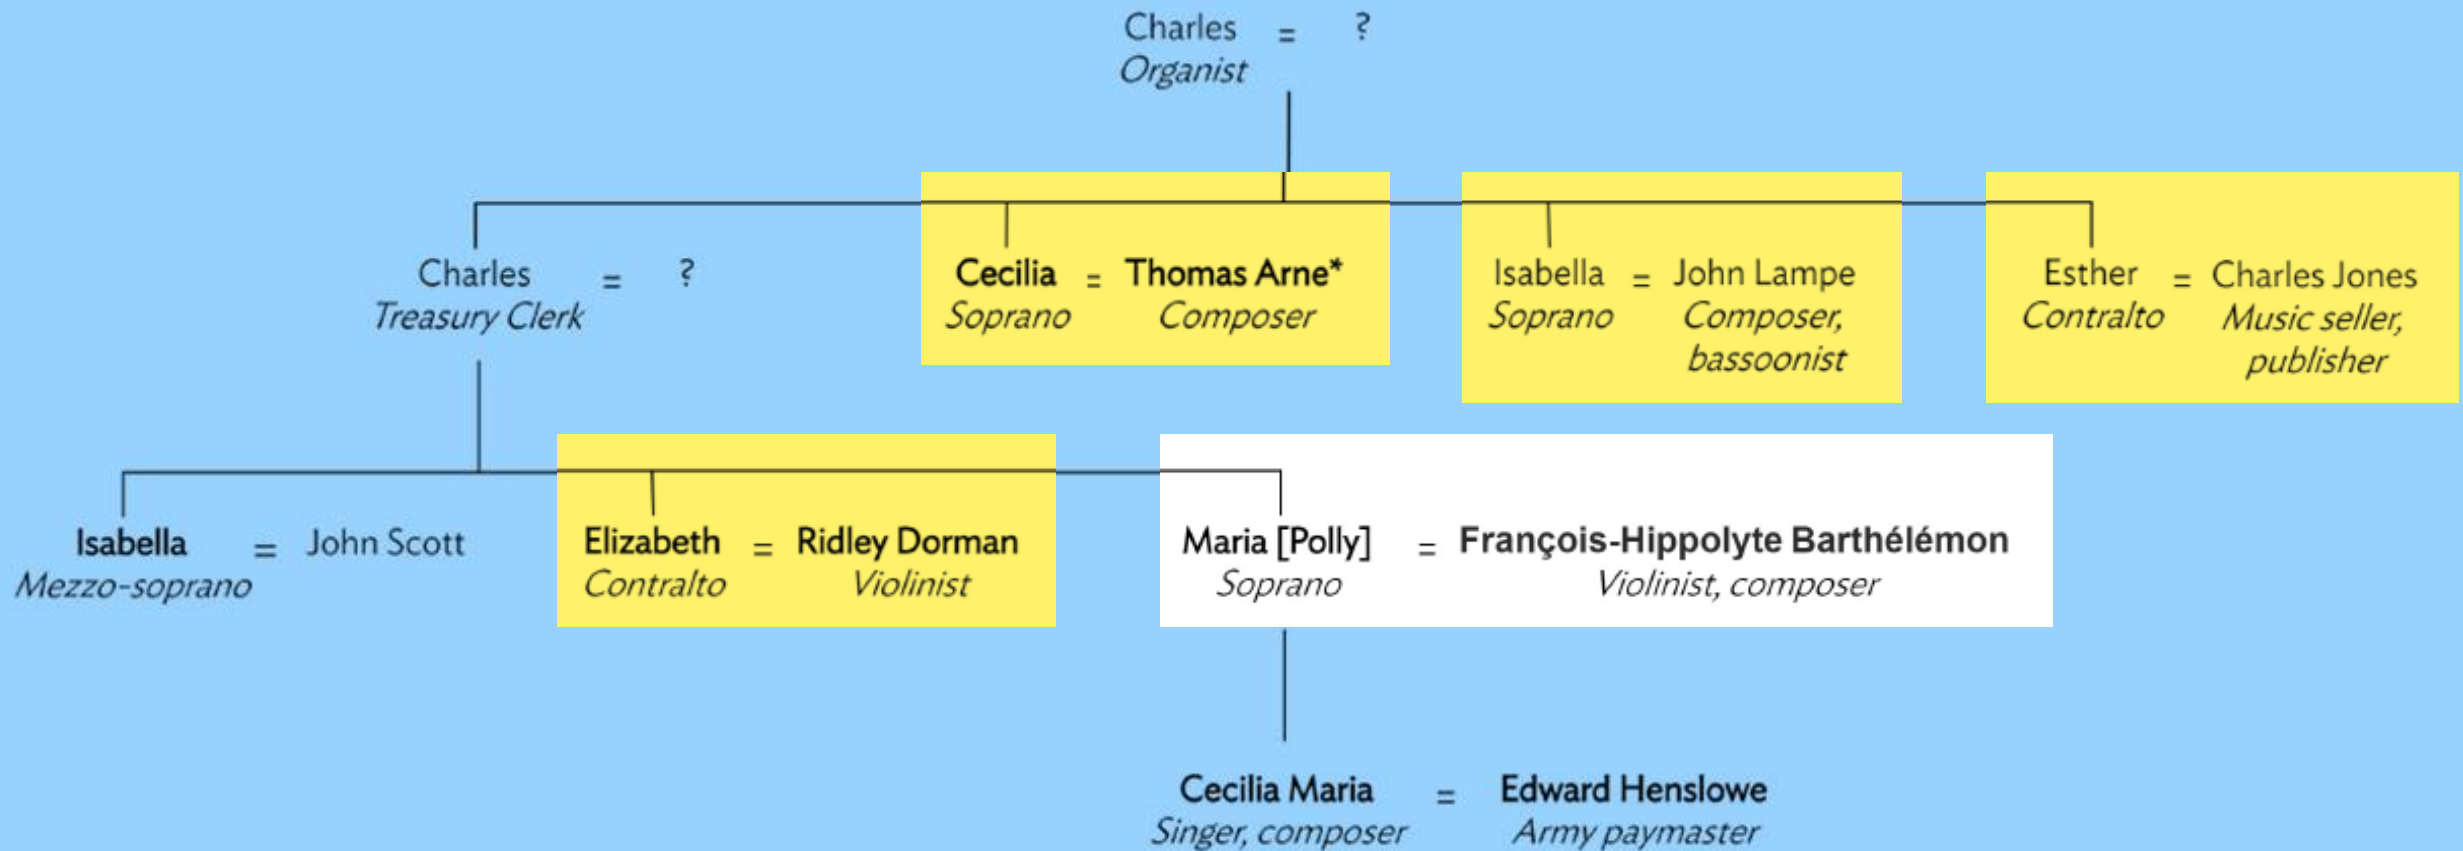 Charles = ?
Organist
Charles = ? Cecilia = Thomas Arne* Isabella = John Lampe Esther = Charles Jones
Treasury Clerk Soprano Composer Soprano Composer, Contralto Music seller,
bassoonist publisher
Isabella = John Scott Elizabeth = Ridley Dorman Maria [Polly] = François-Hippolyte Barthélémon
Mezzo-soprano Contralto Violinist Soprano Violinist, composer
Cecilia Maria = Edward Henslowe
Singer, composer Army paymaster